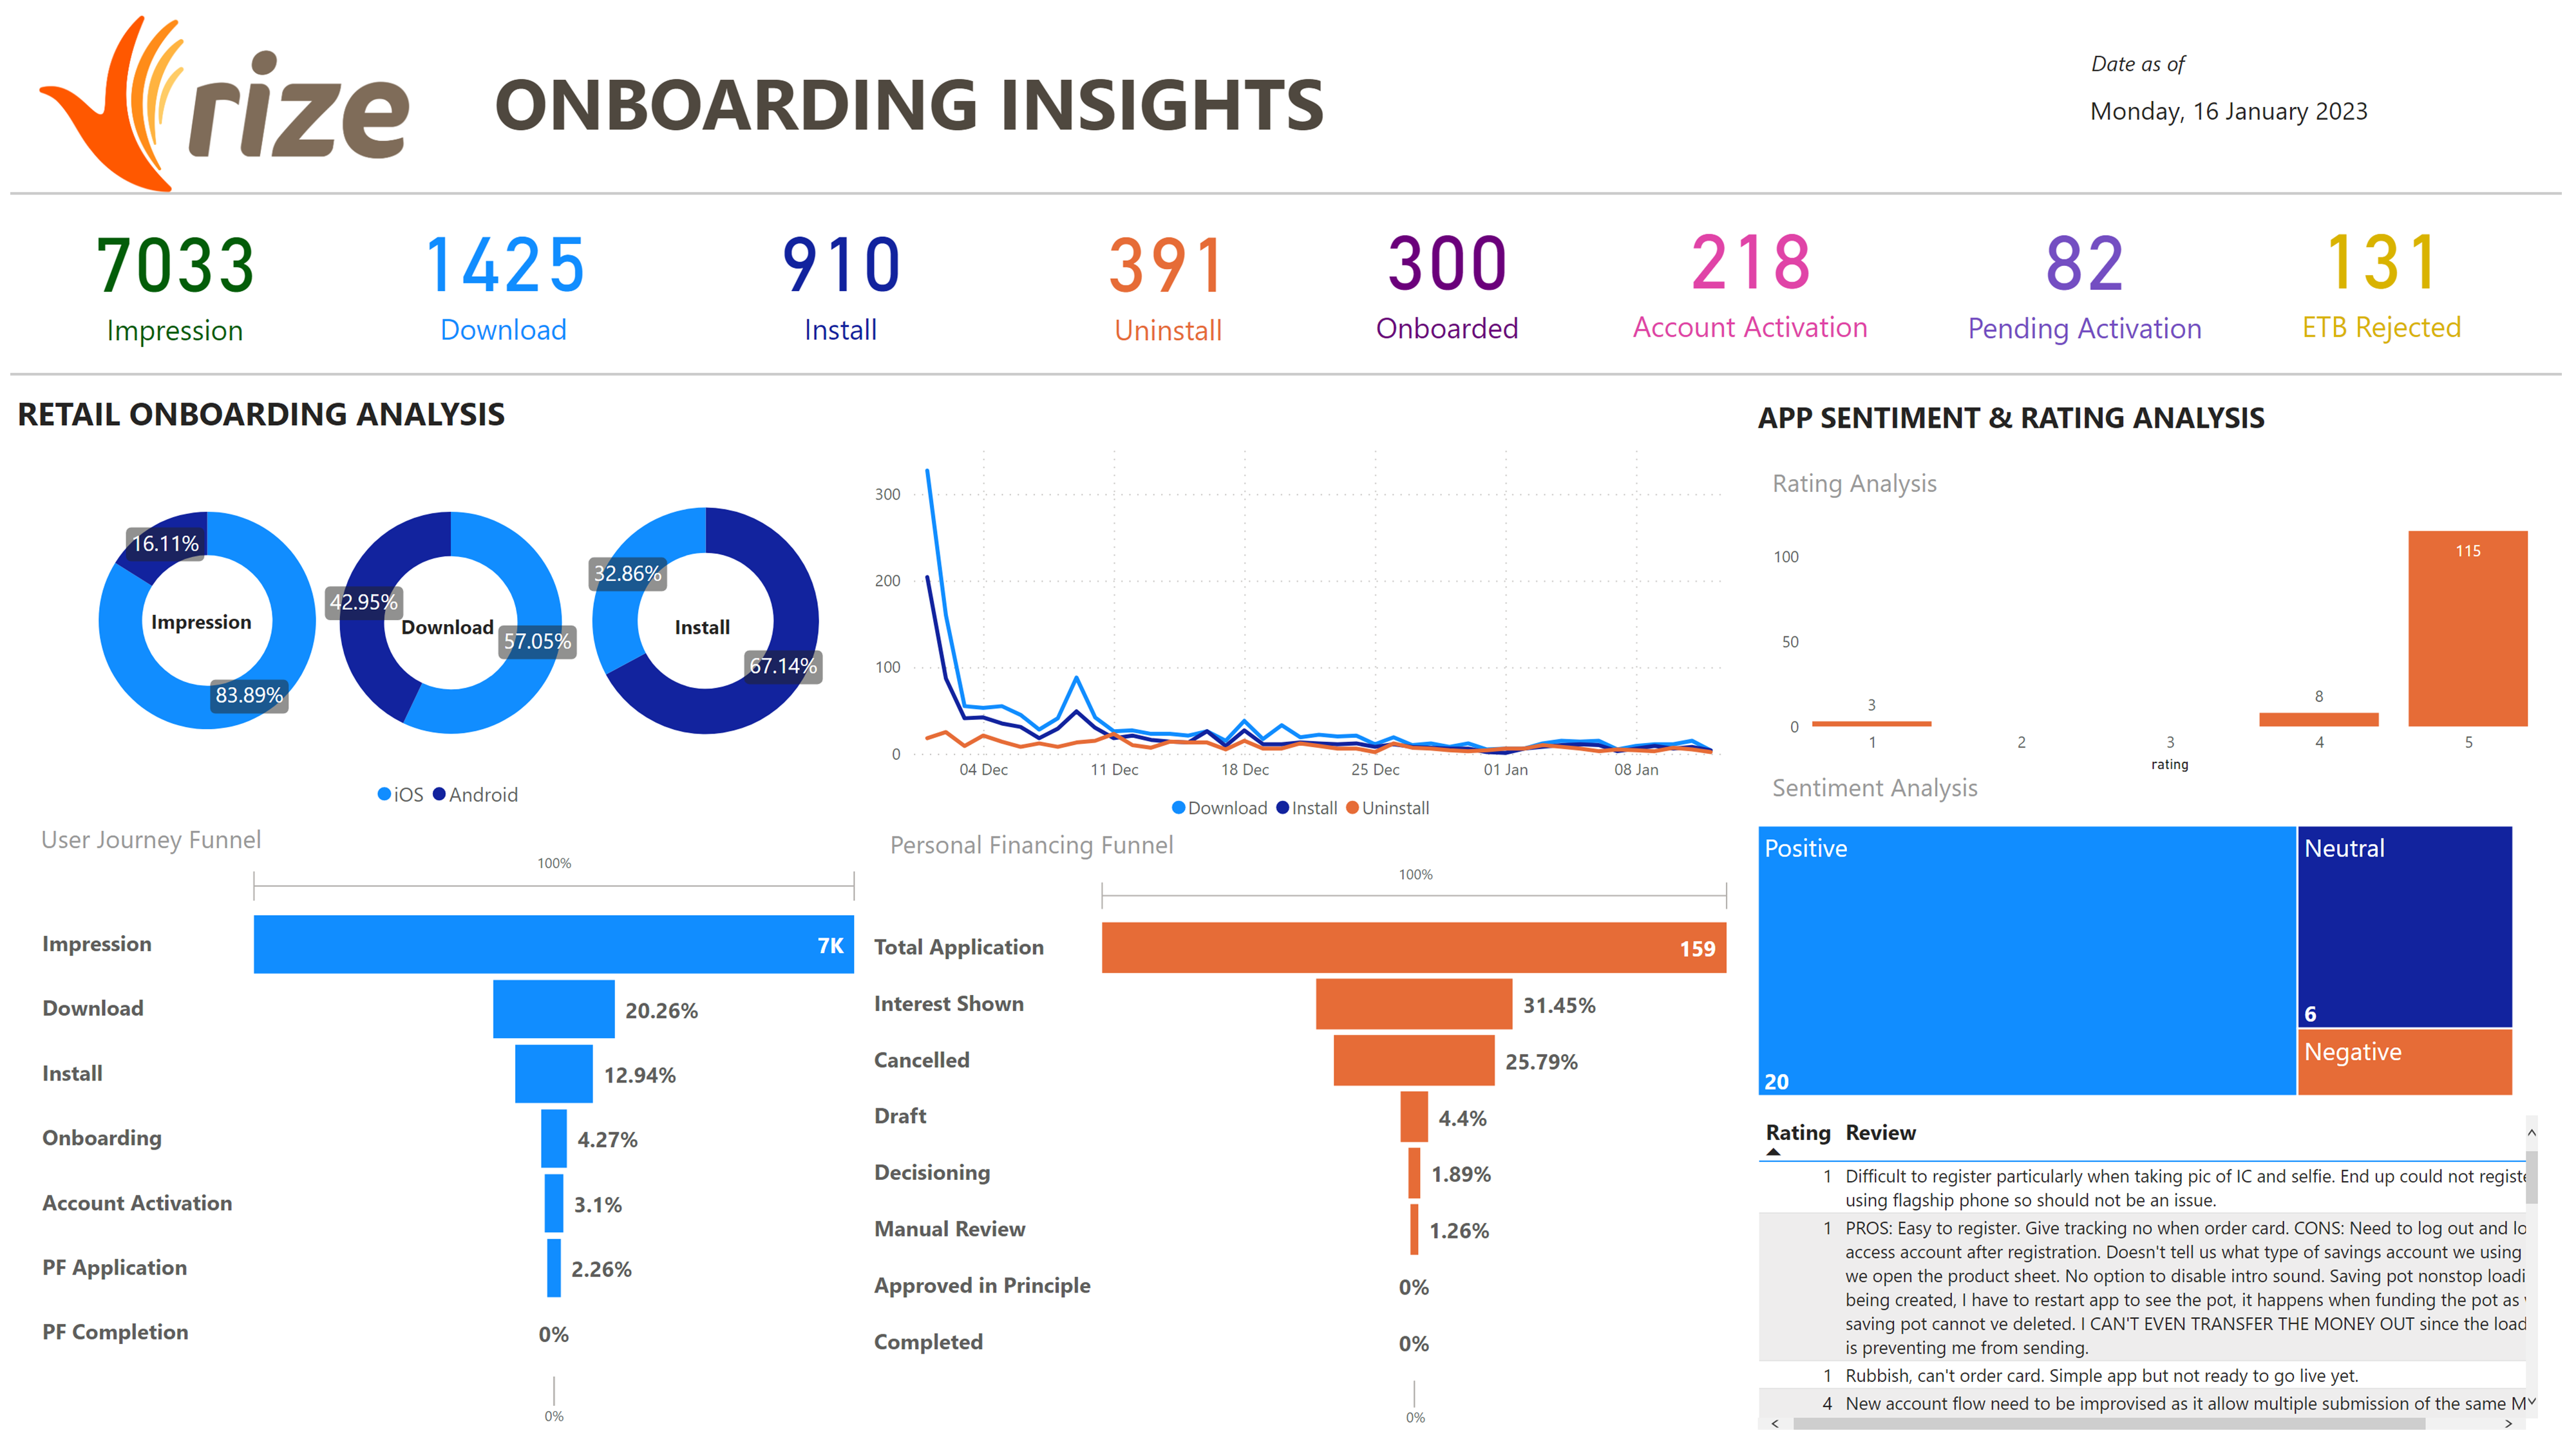 rize
ONBOARDING INSIGHTS
Date as of
Monday, 16 January 2023
7033
Impression
1425
Download
910
Install
391
Uninstall
300
Onboarded
218
Account Activation
82
Pending Activation
131
ETB Rejected
RETAIL ONBOARDING ANALYSIS
16.11%
Impression
83.89%
42.95%
Download
57.05%
32.86%
Install
67.14%
iOS Android
300
200
100
0
04 Dec 11 Dec 18 Dec 25 Dec 01 Jan 08 Jan
Download Install Uninstall
User Journey Funnel
100%
Impression 7K
Download 20.26%
Install 12.94%
Onboarding 4.27%
Account Activation 3.1%
PF Application 2.26%
PF Completion 0%
0%
Personal Financing Funnel
100%
Total Application 159
Interest Shown 31.45%
Cancelled 25.79%
Draft 4.4%
Decisioning 1.89%
Manual Review 1.26%
Approved in Principle 0%
Completed 0%
0%
APP SENTIMENT & RATING ANALYSIS
Rating Analysis
100
50
0
3
8
115
1 2 3 4 5
rating
Sentiment Analysis
Positive
20
Neutral
6
Negative
Rating Review
1 Difficult to register particularly when taking pic of IC and selfie. End up could not registe
using flagship phone so should not be an issue.
1 PROS: Easy to register. Give tracking no when order card. CONS: Need to log out and lo
access account after registration. Doesn't tell us what type of savings account we using
we open the product sheet. No option to disable intro sound. Saving pot nonstop loadi
being created, I have to restart app to see the pot, it happens when funding the pot as
saving pot cannot ve deleted. I CAN'T EVEN TRANSFER THE MONEY OUT since the load
is preventing me from sending.
1 Rubbish, can't order card. Simple app but not ready to go live yet.
4 New account flow need to be improvised as it allow multiple submission of the same M